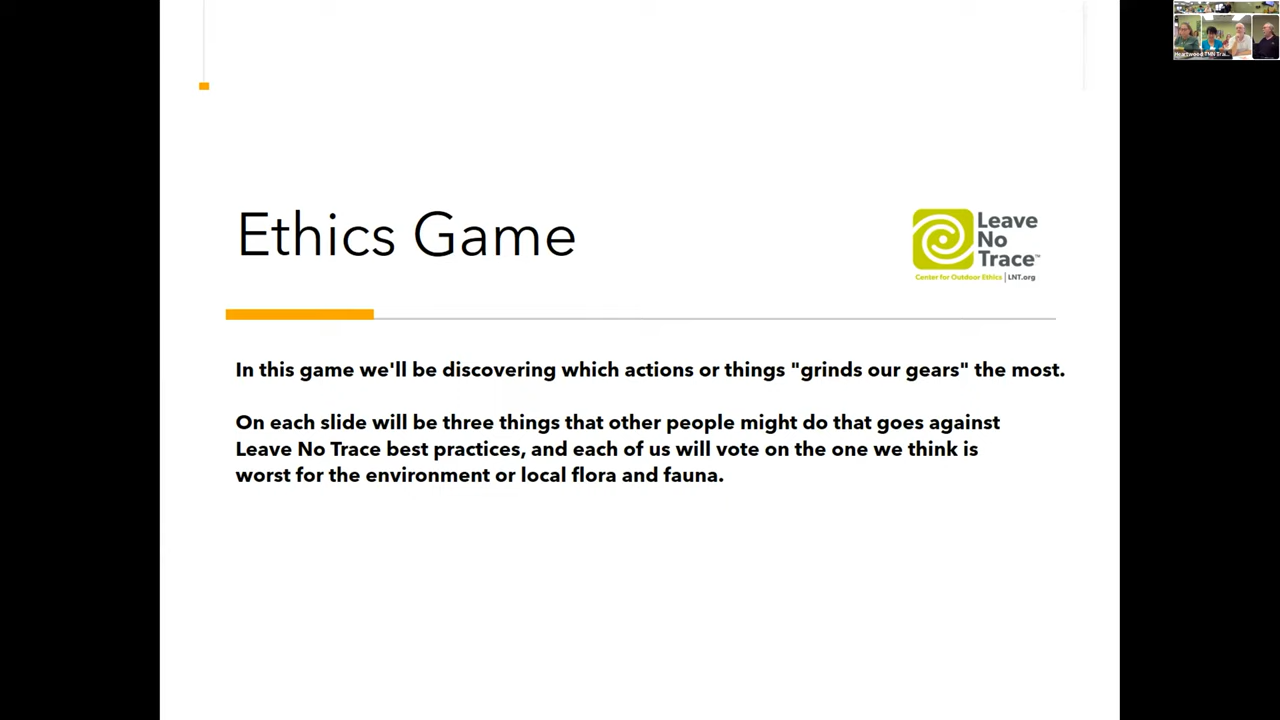 Ethics Game
Leave
No
Trace™
Center for Outdoor Ethics | LNT.org
In this game we'll be discovering which actions or things "grinds our gears" the most.
On each slide will be three things that other people might do that goes against
Leave No Trace best practices, and each of us will vote on the one we think is
worst for the environment or local flora and fauna.